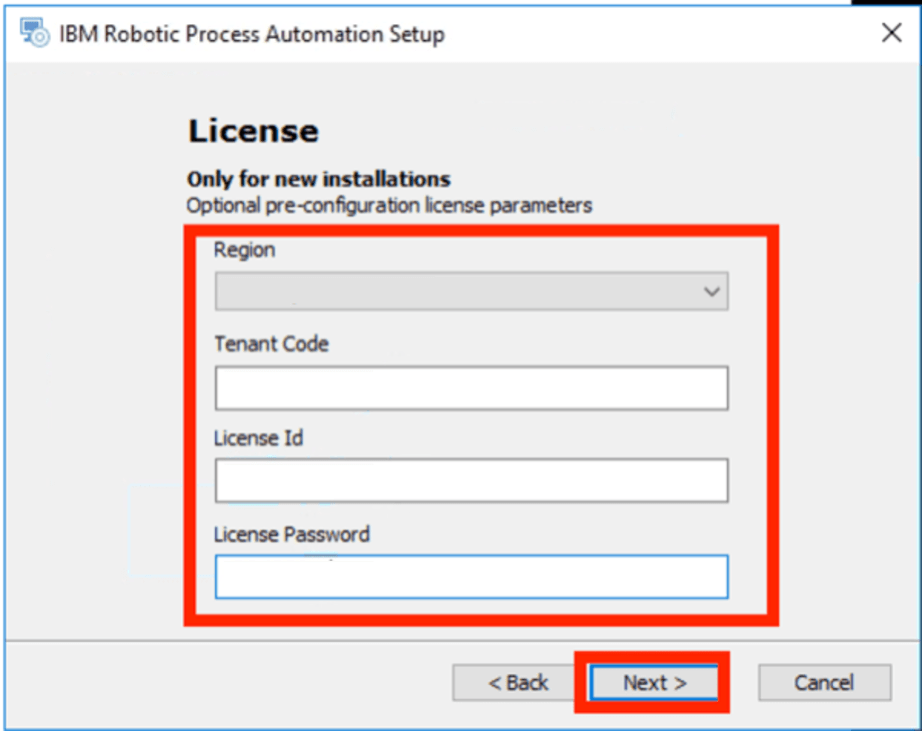 IBM Robotic Process Automation Setup
License
Only for new installations
Optional pre-configuration license parameters
Region
Tenant Code
License Id
License Password
< Back
Next >
Cancel